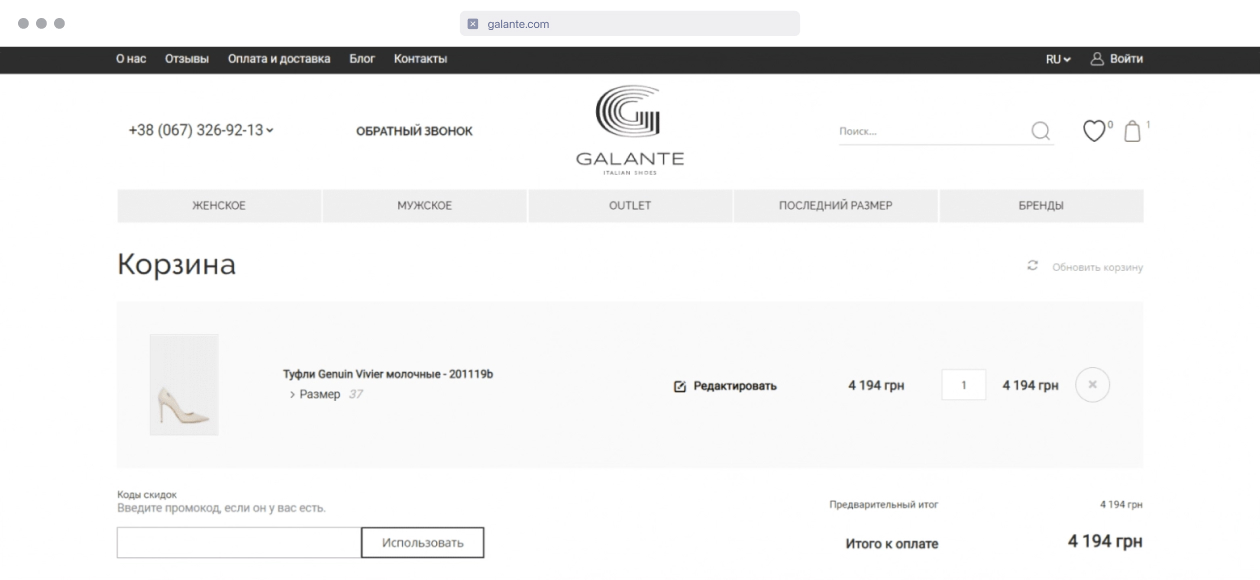 galante.com
О нас Отзывы Оплата и доставка Блог Контакты RU Войти
+38 (067) 326-92-13 ОБРАТНЫЙ ЗВОНОК Поиск... 0 1
GALANTE
ITALIAN SHOES
ЖЕНСКОЕ МУЖСКОЕ OUTLET ПОСЛЕДНИЙ РАЗМЕР БРЕНДЫ
Корзина Обновить корзину
Туфли Genuin Vivier молочные - 201119b
Размер 37
Редактировать 4 194 грн 1 4 194 грн
Коды скидок
Введите промокод, если он у вас есть.
Использовать
Предварительный итог 4 194 грн
Итого к оплате 4 194 грн